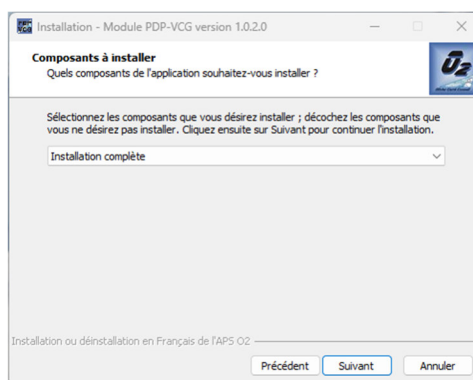 Installation - Module PDP-VCG version 1.0.2.0
Composants à installer
Quels composants de l'application souhaitez-vous installer ?
O2
Sélectionnez les composants que vous désirez installer ; décochez les composants que
vous ne désirez pas installer. Cliquez ensuite sur Suivant pour continuer l'installation.
Installation complète
Installation ou déinstallation en Français de l'APS O2
Précédent
Suivant
Annuler